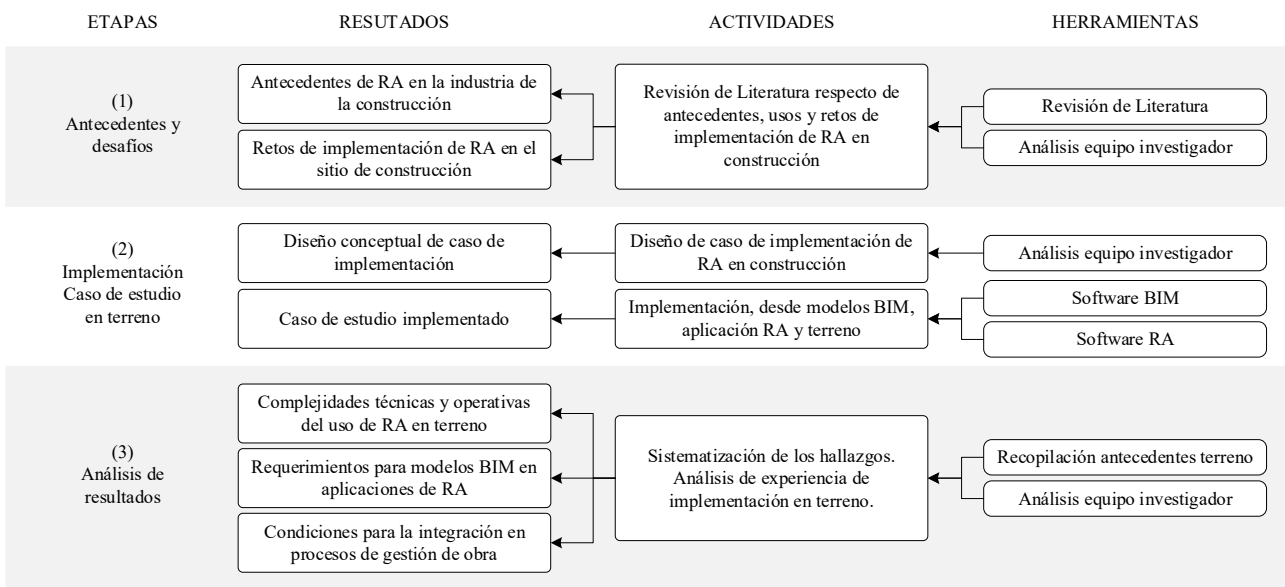 ETAPAS
RESUTADOS
ACTIVIDADES
HERRAMIENTAS
(1)
Antecedentes y
desafíos
Antecedentes de RA en la industria de
la construcción
Retos de implementación de RA en el
sitio de construcción
Revisión de Literatura respecto de
antecedentes, usos y retos de
implementación de RA en
construcción
Revisión de Literatura
Análisis equipo investigador
(2)
Implementación
Caso de estudio
en terreno
Diseño conceptual de caso de
implementación
Caso de estudio implementado
Diseño de caso de implementación de
RA en construcción
Implementación, desde modelos BIM,
aplicación RA y terreno
Análisis equipo investigador
Software BIM
Software RA
(3)
Análisis de
resultados
Complejidades técnicas y operativas
del uso de RA en terreno
Requerimientos para modelos BIM en
aplicaciones de RA
Condiciones para la integración en
procesos de gestión de obra
Sistematización de los hallazgos.
Análisis de experiencia de
implementación en terreno.
Recopilación antecedentes terreno
Análisis equipo investigador